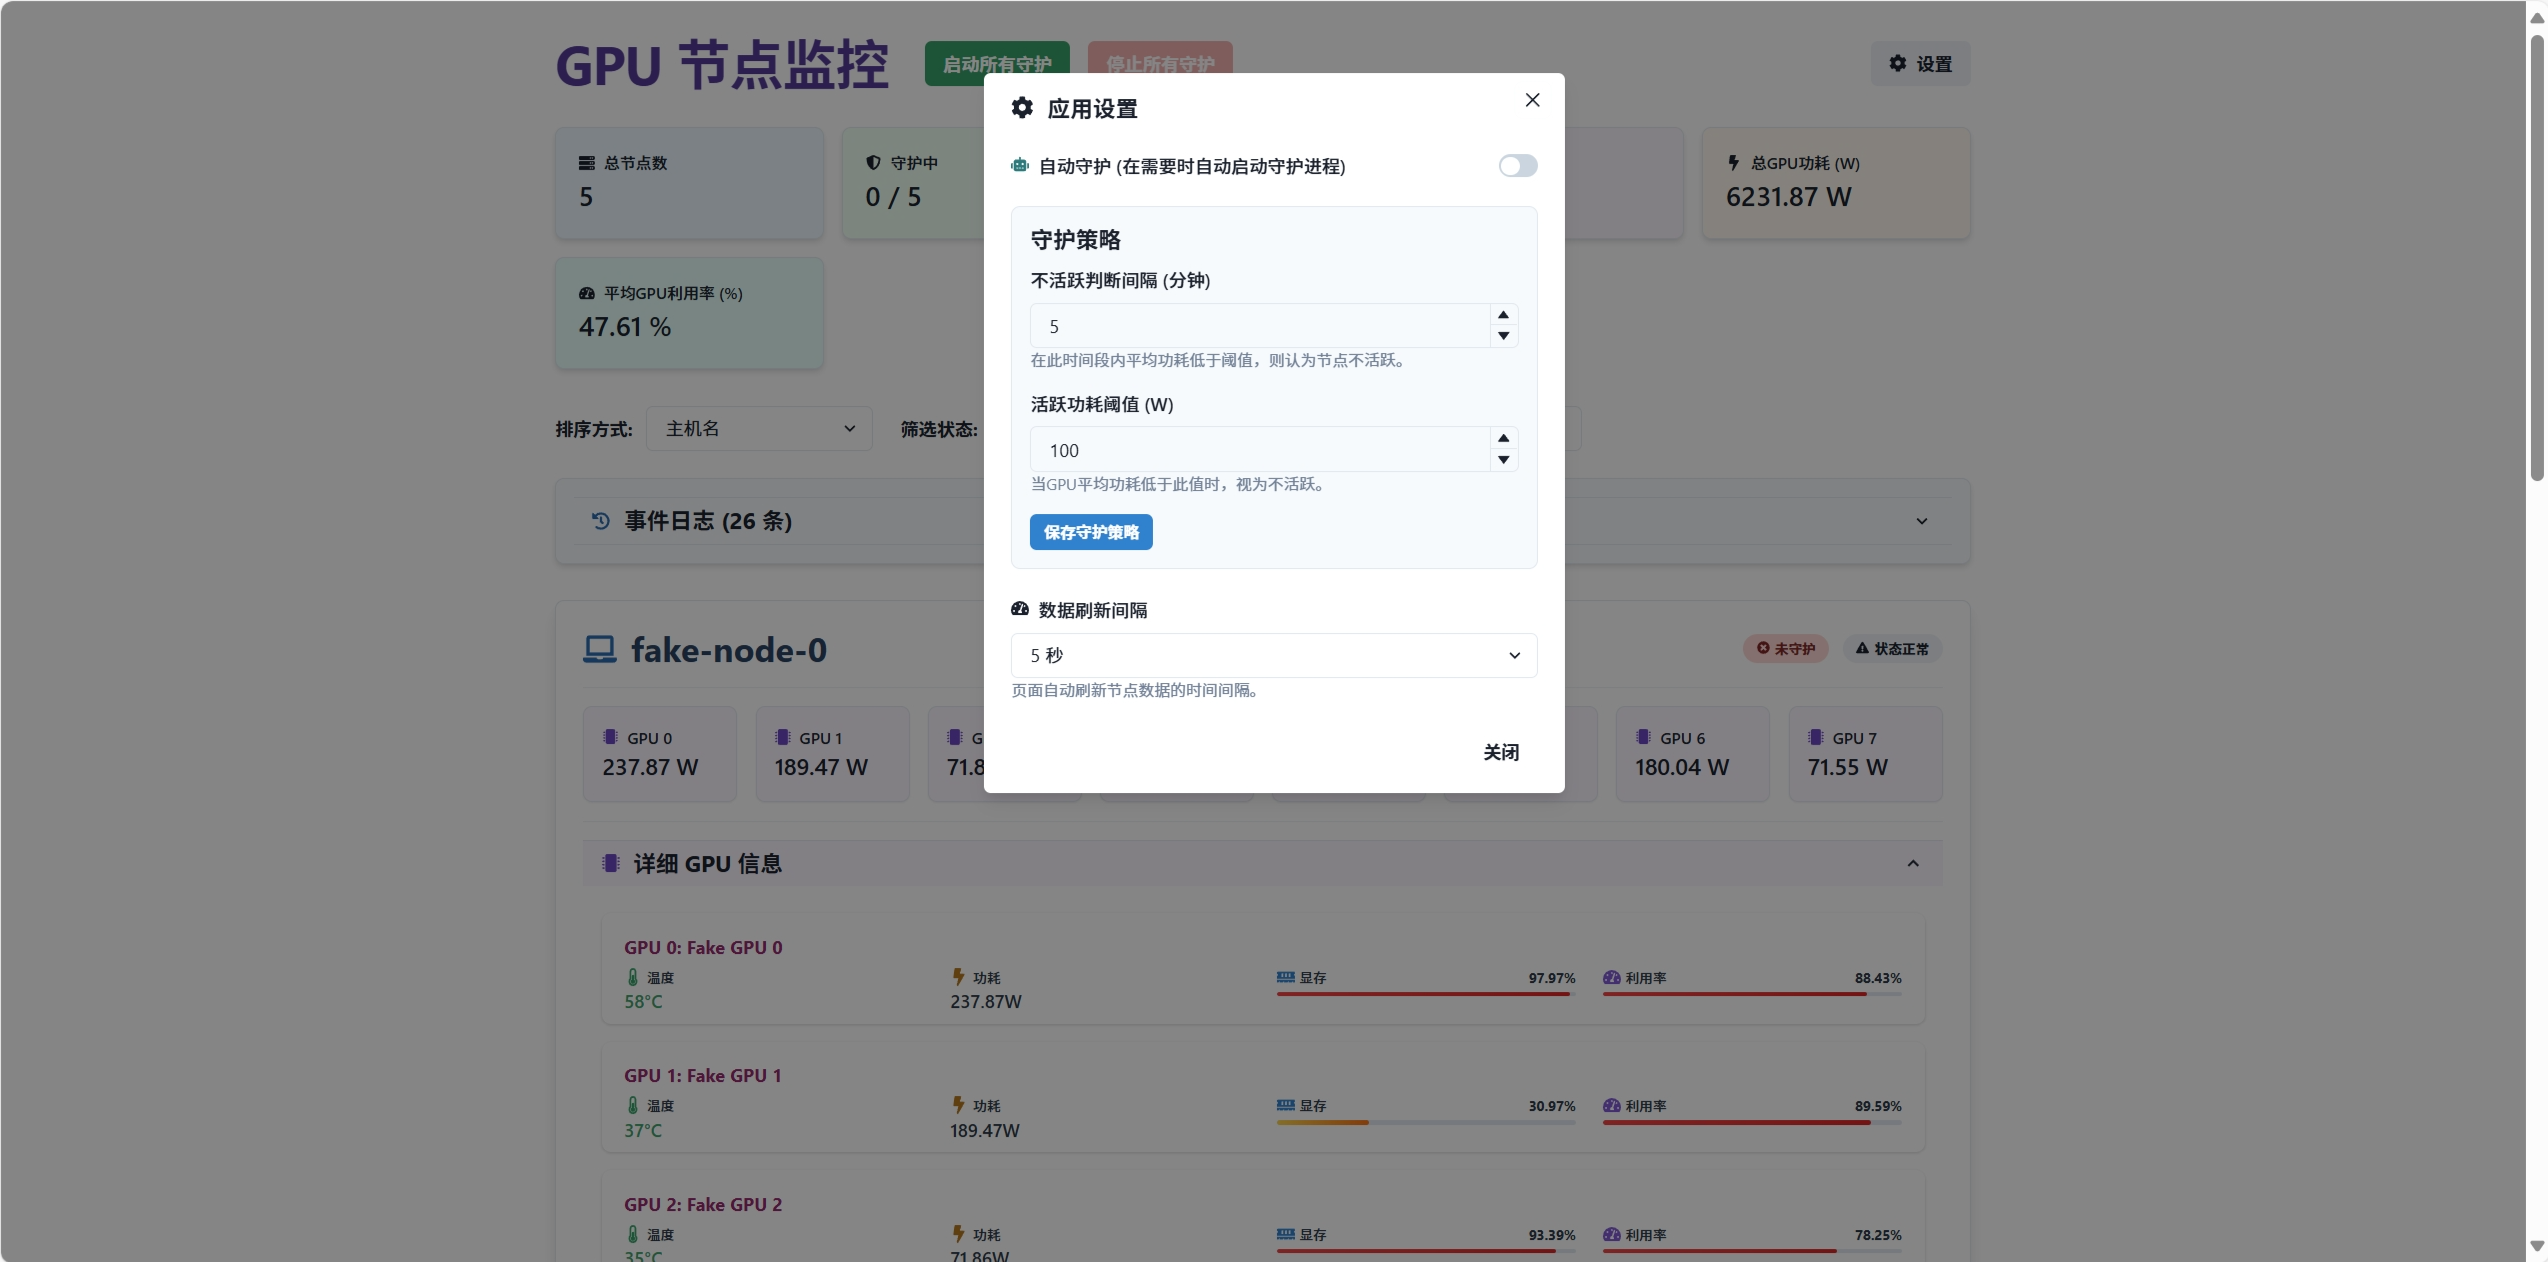 GPU 节点监控
启动所有守护
停止所有守护
设置
总节点数
5
守护中
0 / 5
总GPU功耗 (W)
6231.87 W
平均GPU利用率 (%)
47.61 %
排序方式:
主机名
筛选状态:
事件日志 (26 条)
应用设置
自动守护 (在需要时自动启动守护进程)
守护策略
不活跃判断间隔 (分钟)
5
在此时间段内平均功耗低于阈值，则认为节点不活跃。
活跃功耗阈值 (W)
100
当GPU平均功耗低于此值时，视为不活跃。
保存守护策略
数据刷新间隔
5 秒
页面自动刷新节点数据的时间间隔。
关闭
fake-node-0
未守护
状态正常
GPU 0
237.87 W
GPU 1
189.47 W
G
71.8
GPU 6
180.04 W
GPU 7
71.55 W
详细 GPU 信息
GPU 0: Fake GPU 0
温度
58°C
功耗
237.87W
显存
97.97%
利用率
88.43%
GPU 1: Fake GPU 1
温度
37°C
功耗
189.47W
显存
30.97%
利用率
89.59%
GPU 2: Fake GPU 2
温度
35°C
功耗
71.86W
显存
93.39%
利用率
78.25%